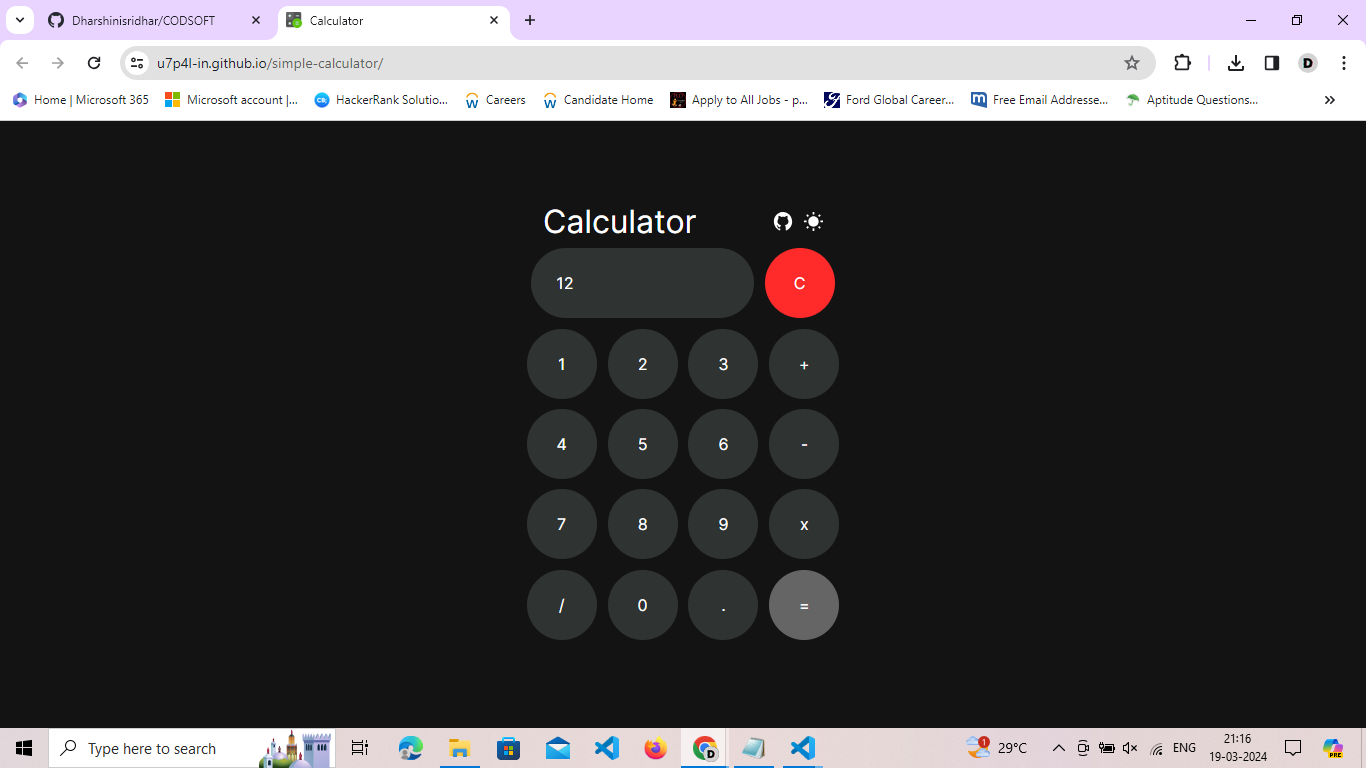 Dharshinisridhar/CODSOFT
Calculator
u7p4l-in.github.io/simple-calculator/
D
Home | Microsoft 365
Microsoft account |...
HackerRank Solutio...
Careers
Candidate Home
Apply to All Jobs - p...
Ford Global Career...
Free Email Addresse...
Aptitude Questions...
Calculator
12
C
1 2 3 +
4 5 6 -
7 8 9 x
/ 0 . =
Type here to search
D
1
29°C
ENG
21:16
19-03-2024
PRE